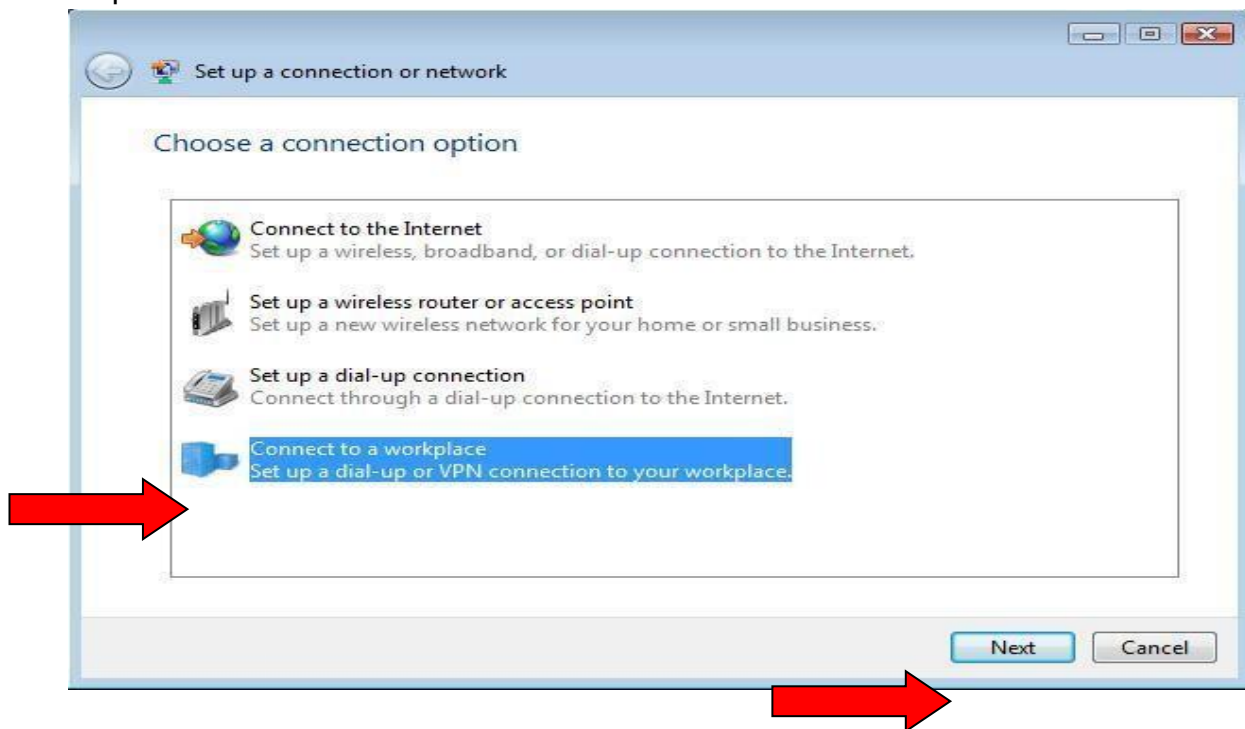 Set up a connection or network
Choose a connection option
Connect to the Internet
Set up a wireless, broadband, or dial-up connection to the Internet.
Set up a wireless router or access point
Set up a new wireless network for your home or small business.
Set up a dial-up connection
Connect through a dial-up connection to the Internet.
Connect to a workplace
Set up a dial-up or VPN connection to your workplace.
Next
Cancel